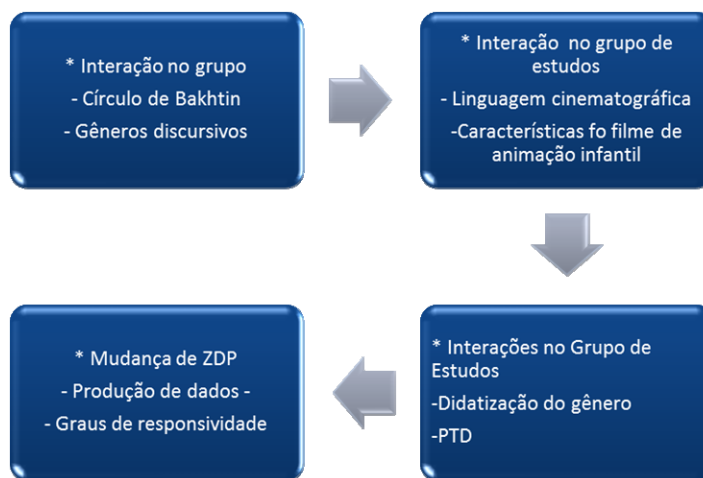 * Interação no grupo
- Círculo de Bakhtin
- Gêneros discursivos
* Interação no grupo de
estudos
- Linguagem cinematográfica
-Características fo filme de
animação infantil
* Interações no Grupo de
Estudos
-Didatização do gênero
-PTD
* Mudança de ZDP
- Produção de dados -
- Graus de responsividade